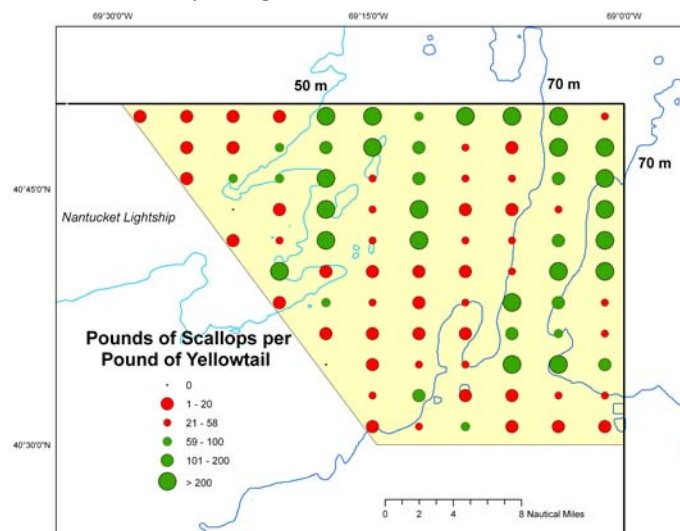 69°30'0"W 69°15'0"W 69°0'0"W
50 m
70 m
70 m
40°45'0"N
Nantucket Lightship
Pounds of Scallops per
Pound of Yellowtail
0
1 - 20
21 - 58
59 - 100
101 - 200
> 200
40°30'0"N
0 2 4 8 Nautical Miles